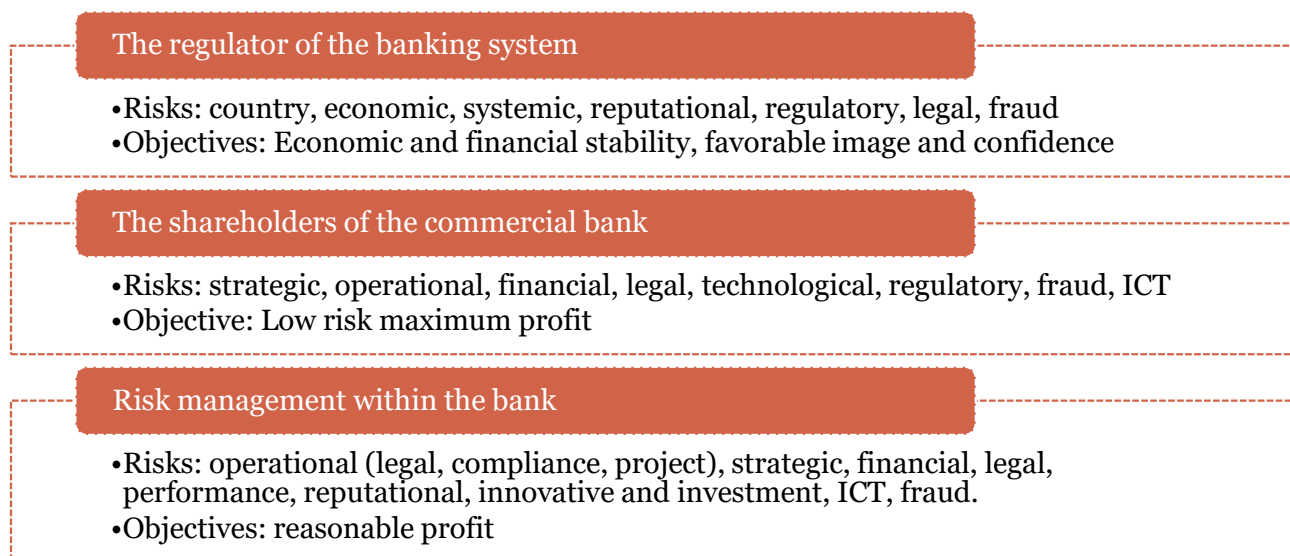 The regulator of the banking system
•Risks: country, economic, systemic, reputational, regulatory, legal, fraud
•Objectives: Economic and financial stability, favorable image and confidence
The shareholders of the commercial bank
•Risks: strategic, operational, financial, legal, technological, regulatory, fraud, ICT
•Objective: Low risk maximum profit
Risk management within the bank
•Risks: operational (legal, compliance, project), strategic, financial, legal,
performance, reputational, innovative and investment, ICT, fraud.
•Objectives: reasonable profit